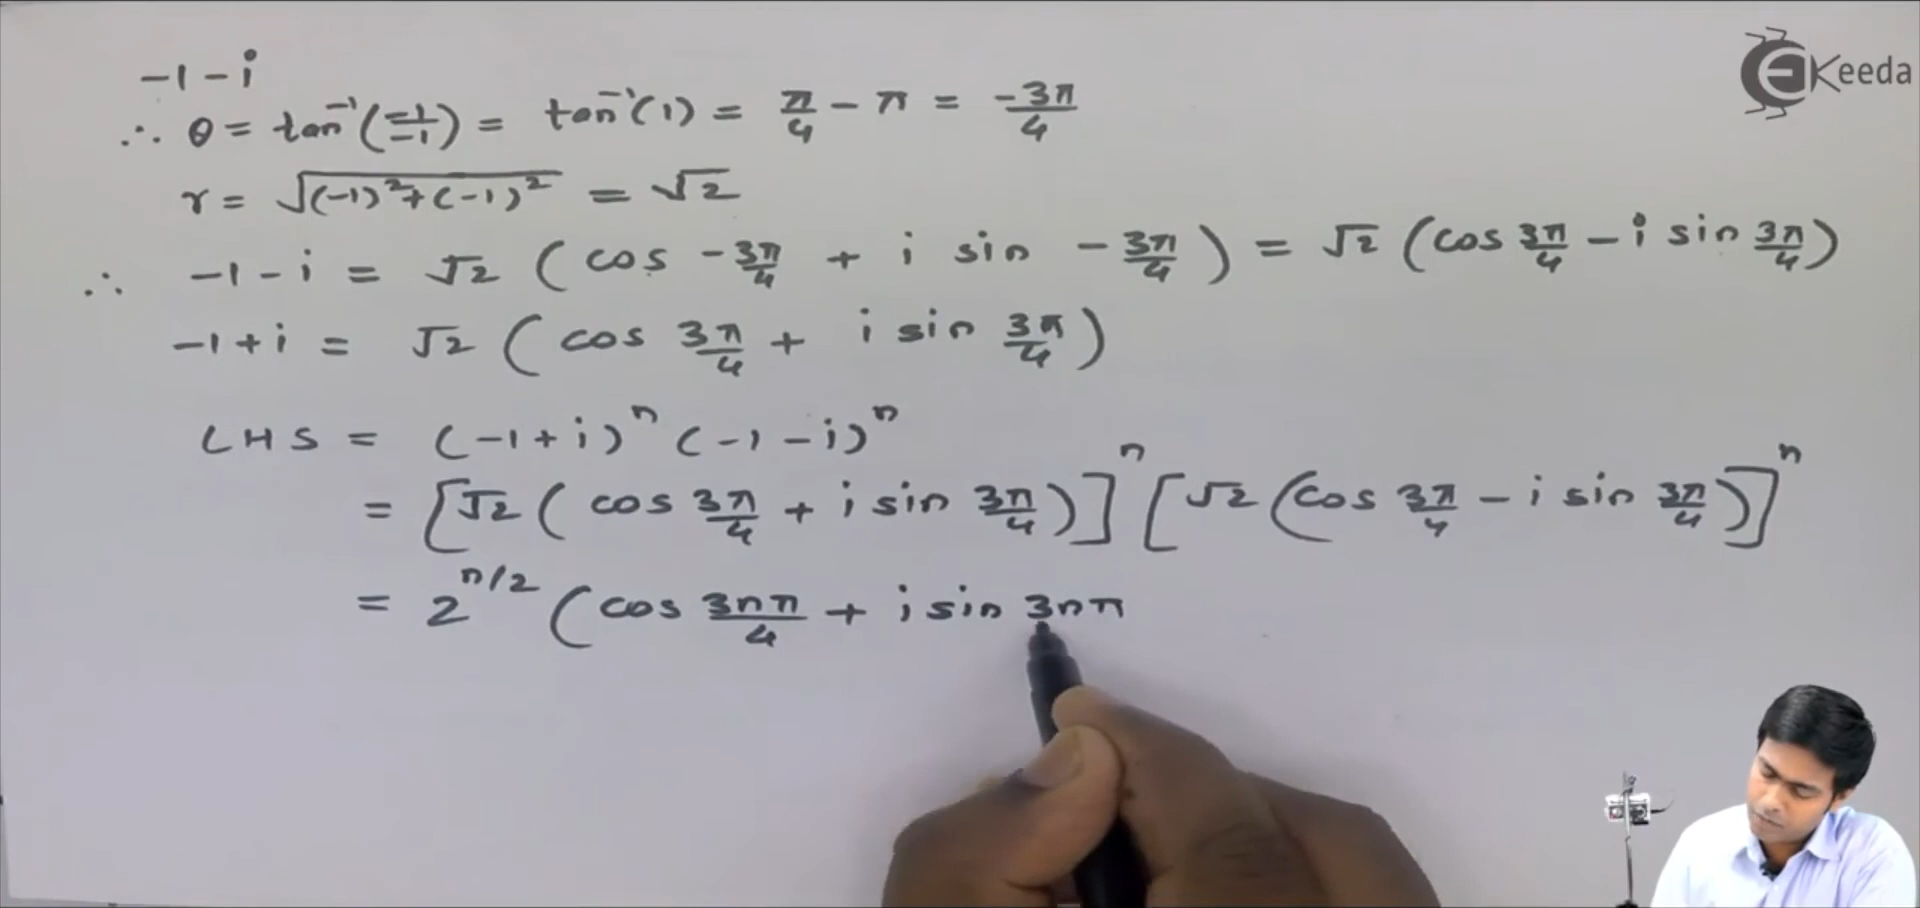 EKeeda
-1 - i
∴ θ = tan⁻¹(-1/-1) = tan⁻¹(1) = π/4 - π = -3π/4
r = √((-1)²+(-1)²) = √2
∴ -1 - i = √2 (cos -3π/4 + i sin -3π/4) = √2 (cos 3π/4 - i sin 3π/4)
-1 + i = √2 (cos 3π/4 + i sin 3π/4)
LHS = (-1+i)ⁿ (-1-i)ⁿ
= [√2 (cos 3π/4 + i sin 3π/4)]ⁿ [√2 (cos 3π/4 - i sin 3π/4)]ⁿ
= 2^(n/2) (cos 3nπ/4 + i sin 3nπ